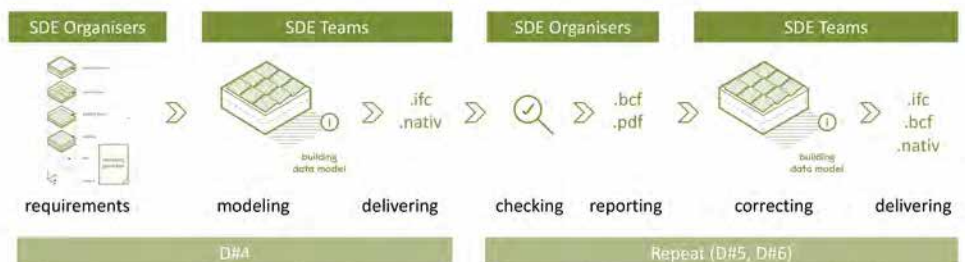 SDE Organisers
SDE Teams
SDE Organisers
SDE Teams
.ifc
.nativ
.bcf
.pdf
.ifc
.bcf
.nativ
i
building
data model
i
building
data model
requirements
modeling
delivering
checking
reporting
correcting
delivering
D#4
Repeat (D#5, D#6)